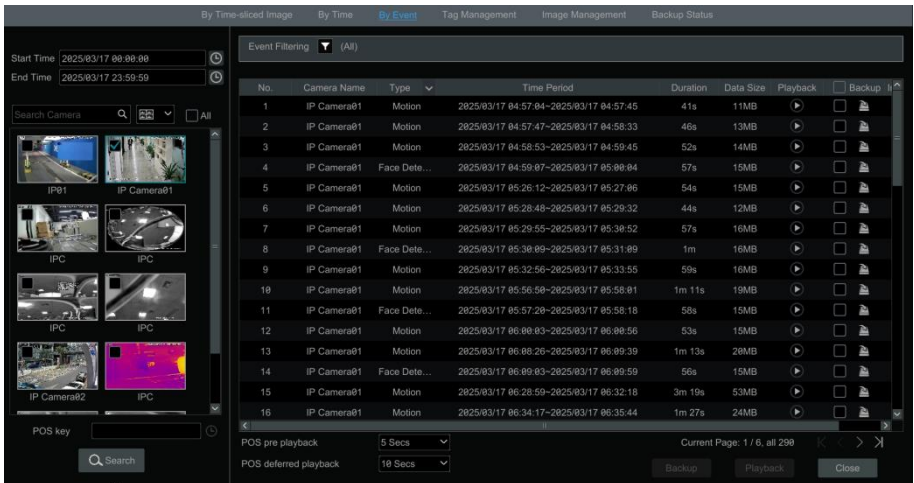 By Time-sliced Image By Time By Event Tag Management Image Management Backup Status
Start Time 2025/03/17 00:00:00
End Time 2025/03/17 23:59:59
Search Camera All
IP01 IP Camera01
IPC IPC
IPC IPC
IP Camera02 IPC
POS key
Search
Event Filtering (All)
No. Camera Name Type Time Period Duration Data Size Playback Backup
1 IP Camera01 Motion 2025/03/17 04:57:04~2025/03/17 04:57:45 41s 11MB
2 IP Camera01 Motion 2025/03/17 04:57:47~2025/03/17 04:58:33 46s 13MB
3 IP Camera01 Motion 2025/03/17 04:58:53~2025/03/17 04:59:45 52s 14MB
4 IP Camera01 Face Dete... 2025/03/17 04:59:07~2025/03/17 05:00:04 57s 15MB
5 IP Camera01 Motion 2025/03/17 05:26:12~2025/03/17 05:27:06 54s 15MB
6 IP Camera01 Motion 2025/03/17 05:28:48~2025/03/17 05:29:32 44s 12MB
7 IP Camera01 Motion 2025/03/17 05:29:55~2025/03/17 05:30:52 57s 16MB
8 IP Camera01 Face Dete... 2025/03/17 05:30:09~2025/03/17 05:31:09 1m 16MB
9 IP Camera01 Motion 2025/03/17 05:32:56~2025/03/17 05:33:55 59s 16MB
10 IP Camera01 Motion 2025/03/17 05:56:50~2025/03/17 05:58:01 1m 11s 19MB
11 IP Camera01 Face Dete... 2025/03/17 05:57:20~2025/03/17 05:58:18 58s 15MB
12 IP Camera01 Motion 2025/03/17 06:00:03~2025/03/17 06:00:56 53s 15MB
13 IP Camera01 Motion 2025/03/17 06:08:26~2025/03/17 06:09:39 1m 13s 20MB
14 IP Camera01 Face Dete... 2025/03/17 06:09:03~2025/03/17 06:09:59 56s 15MB
15 IP Camera01 Motion 2025/03/17 06:28:59~2025/03/17 06:32:18 3m 19s 53MB
16 IP Camera01 Motion 2025/03/17 06:34:17~2025/03/17 06:35:44 1m 27s 24MB
POS pre playback 5 Secs Current Page: 1 / 6, all 290
POS deferred playback 10 Secs
Backup Playback Close